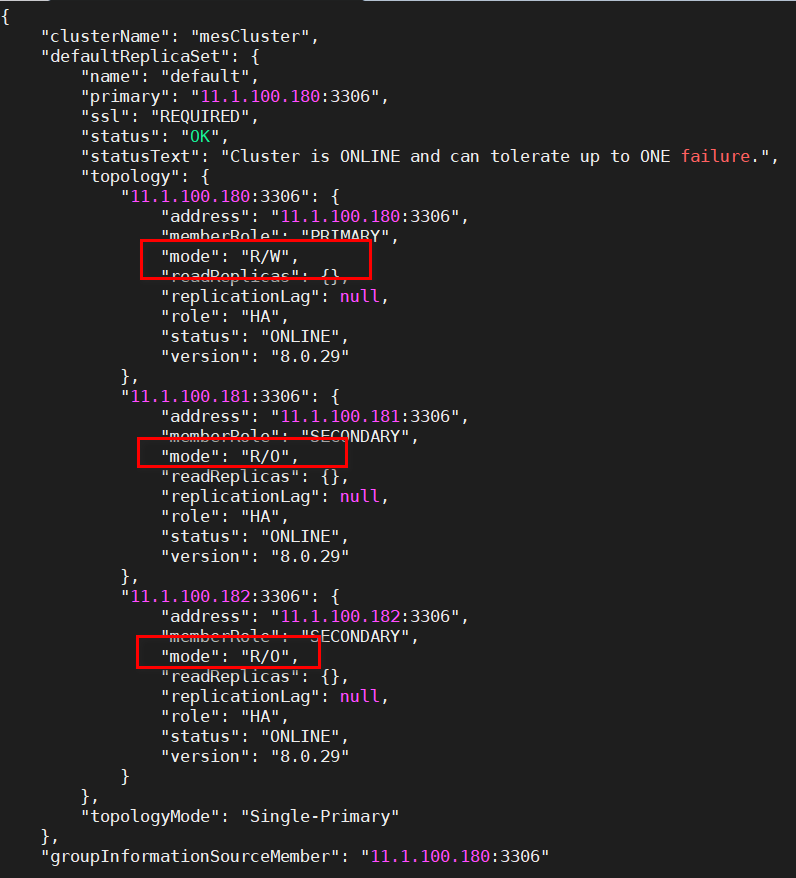 {
    "clusterName": "mesCluster",
    "defaultReplicaSet": {
        "name": "default",
        "primary": "11.1.100.180:3306",
        "ssl": "REQUIRED",
        "status": "OK",
        "statusText": "Cluster is ONLINE and can tolerate up to ONE failure.",
        "topology": {
            "11.1.100.180:3306": {
                "address": "11.1.100.180:3306",
                "memberRole": "PRIMARY",
                "mode": "R/W",
                "readReplicas": {},
                "replicationLag": null,
                "role": "HA",
                "status": "ONLINE",
                "version": "8.0.29"
            },
            "11.1.100.181:3306": {
                "address": "11.1.100.181:3306",
                "memberRole": "SECONDARY",
                "mode": "R/O",
                "readReplicas": {},
                "replicationLag": null,
                "role": "HA",
                "status": "ONLINE",
                "version": "8.0.29"
            },
            "11.1.100.182:3306": {
                "address": "11.1.100.182:3306",
                "memberRole": "SECONDARY",
                "mode": "R/O",
                "readReplicas": {},
                "replicationLag": null,
                "role": "HA",
                "status": "ONLINE",
                "version": "8.0.29"
            }
        },
        "topologyMode": "Single-Primary"
    },
    "groupInformationSourceMember": "11.1.100.180:3306"